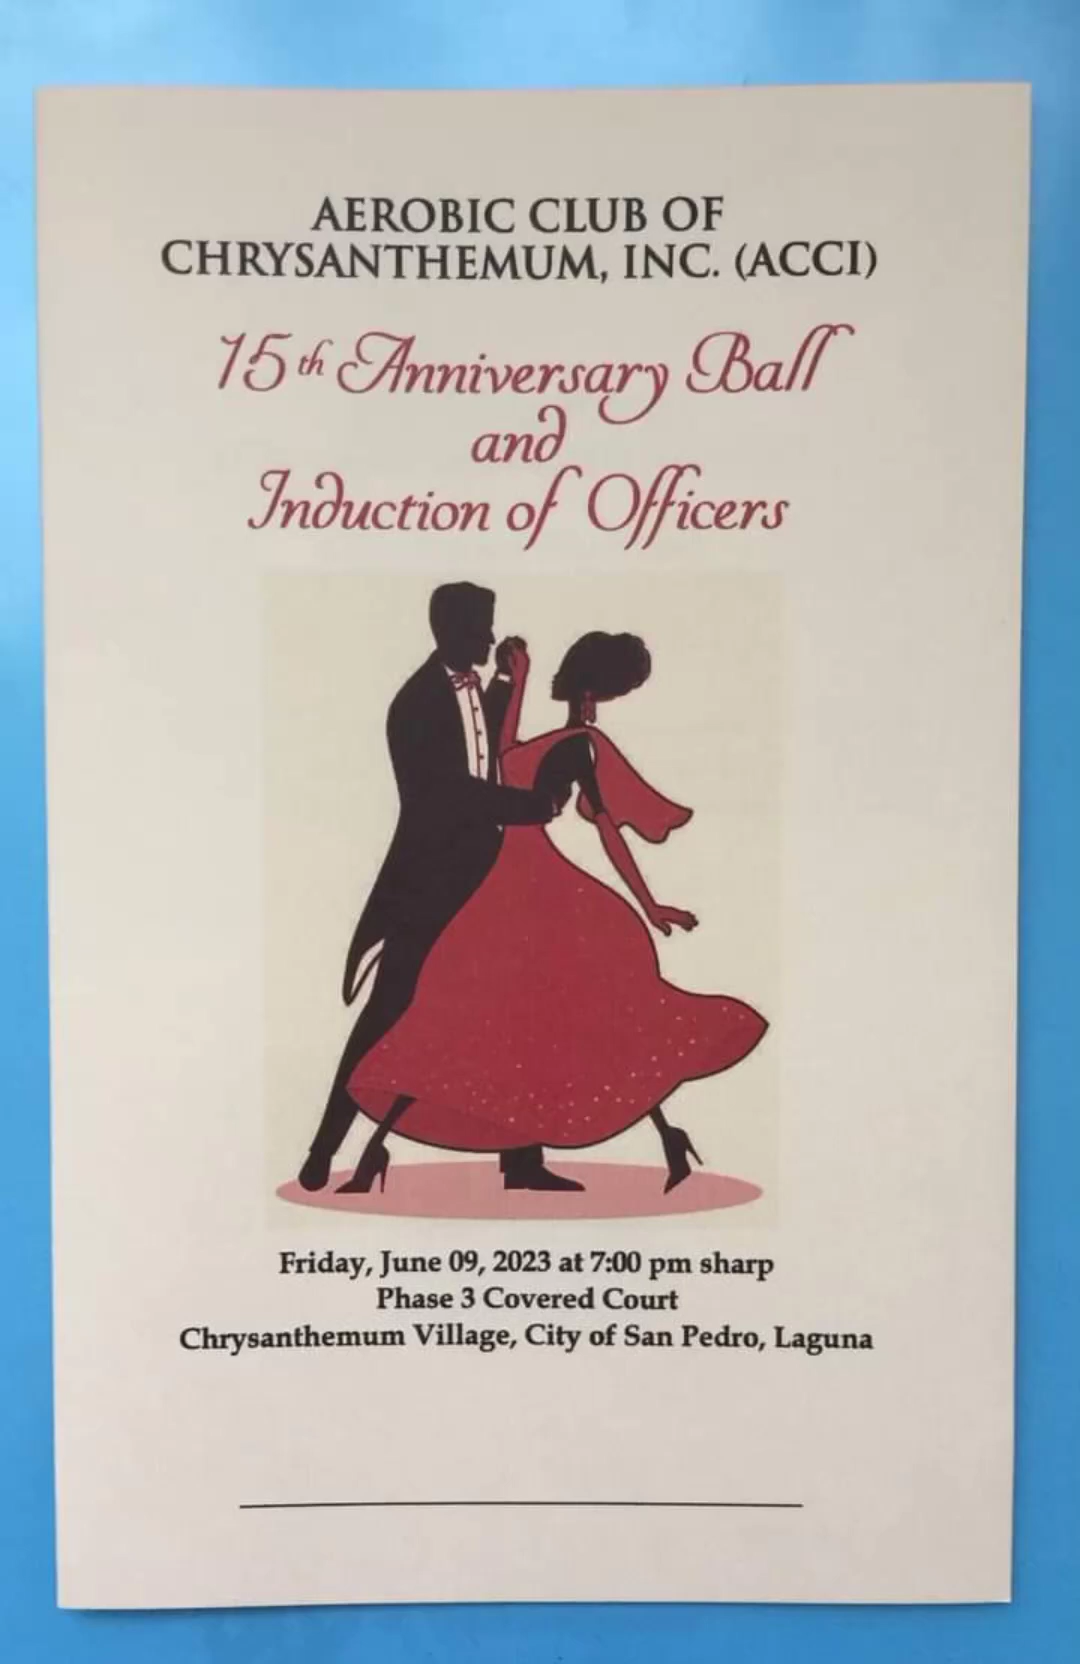 AEROBIC CLUB OF
CHRYSANTHEMUM, INC. (ACCI)
15th Anniversary Ball
and
Induction of Officers
Friday, June 09, 2023 at 7:00 pm sharp
Phase 3 Covered Court
Chrysanthemum Village, City of San Pedro, Laguna